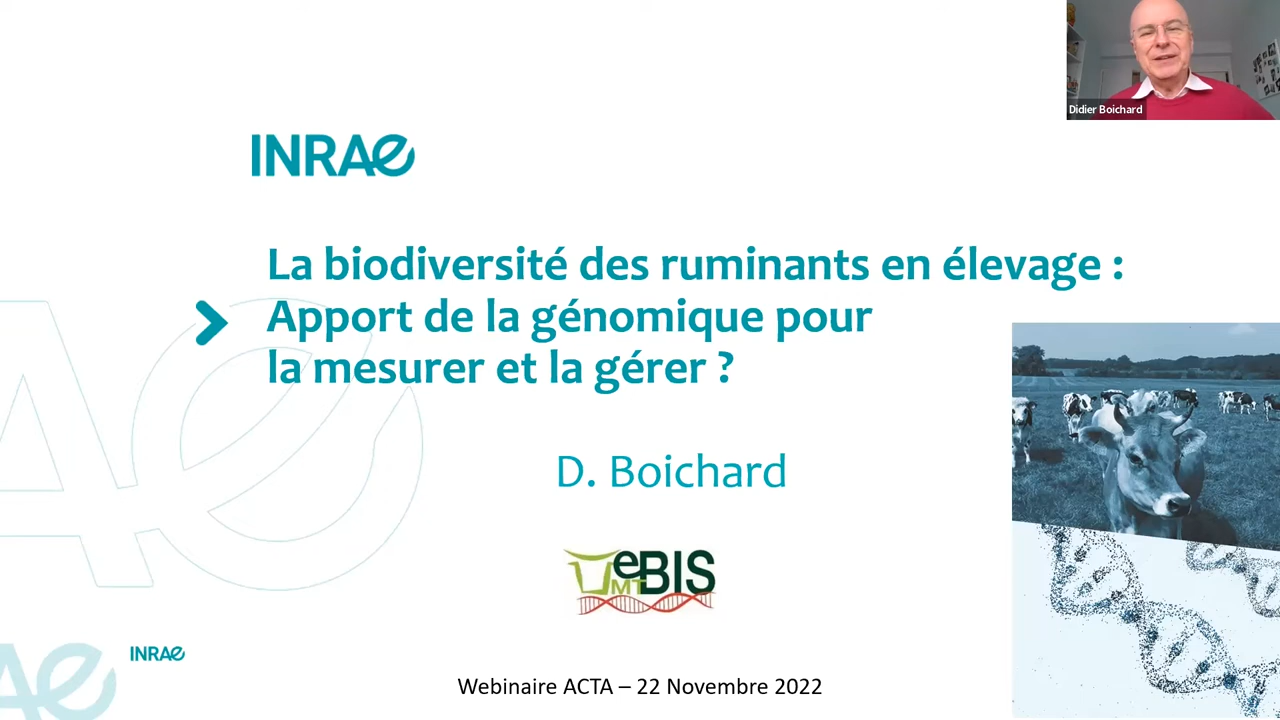 Didier Boichard
INRAE
La biodiversité des ruminants en élevage :
Apport de la génomique pour
la mesurer et la gérer ?
D. Boichard
UMT eBIS
INRAE
Webinaire ACTA – 22 Novembre 2022